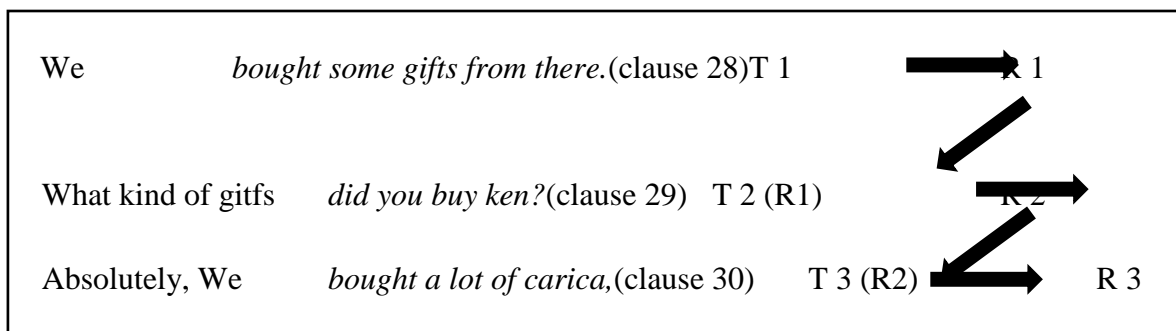 We bought some gifts from there.(clause 28)T 1 R 1
What kind of gitfs did you buy ken?(clause 29) T 2 (R1) R 2
Absolutely, We bought a lot of carica,(clause 30) T 3 (R2) R 3